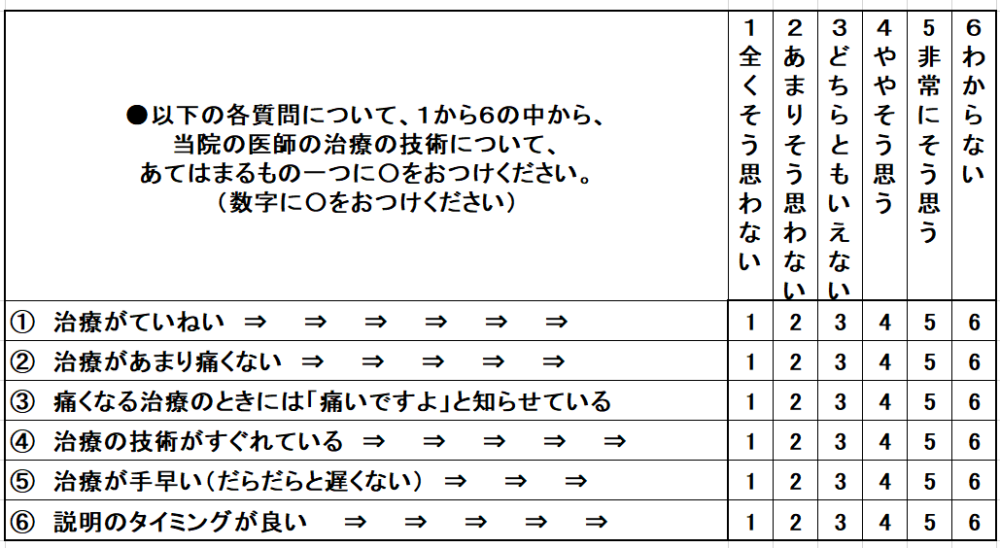 ●以下の各質問について、1から6の中から、
当院の医師の治療の技術について、
あてはまるもの一つに〇をおつけください。
（数字に〇をおつけください）
1全くそう思わない
2あまりそう思わない
3どちらともいえない
4ややそう思う
5非常にそう思う
6わからない
① 治療がていねい ⇒ ⇒ ⇒ ⇒ ⇒ ⇒ 1 2 3 4 5 6
② 治療があまり痛くない ⇒ ⇒ ⇒ ⇒ ⇒ 1 2 3 4 5 6
③ 痛くなる治療のときには「痛いですよ」と知らせている 1 2 3 4 5 6
④ 治療の技術がすぐれている ⇒ ⇒ ⇒ ⇒ ⇒ 1 2 3 4 5 6
⑤ 治療が手早い（だらだらと遅くない） ⇒ ⇒ ⇒ 1 2 3 4 5 6
⑥ 説明のタイミングが良い ⇒ ⇒ ⇒ ⇒ ⇒ 1 2 3 4 5 6